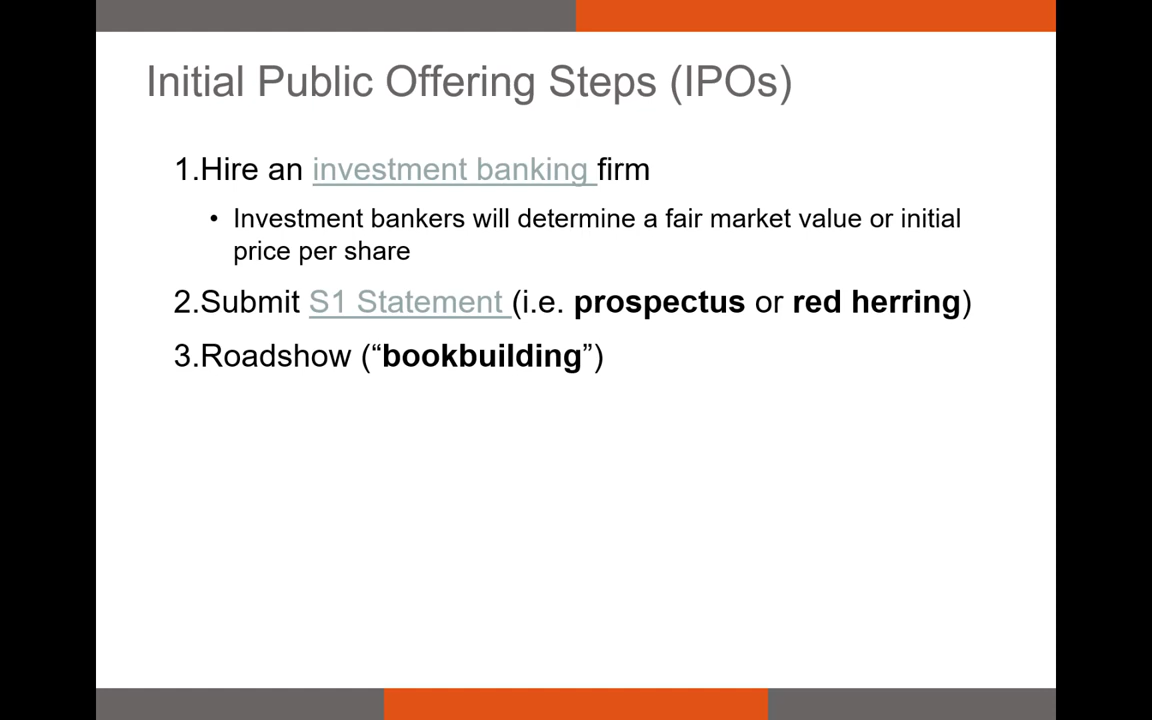 Initial Public Offering Steps (IPOs)
1.Hire an investment banking firm
• Investment bankers will determine a fair market value or initial
price per share
2.Submit S1 Statement (i.e. prospectus or red herring)
3.Roadshow (“bookbuilding”)